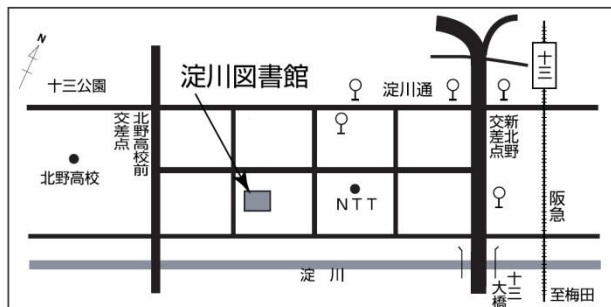 N
十三公園
淀川図書館
淀川通
十三
北野高校前
交差点
新北野
交差点
北野高校
NTT
阪急
淀川
十三
大橋
至梅田